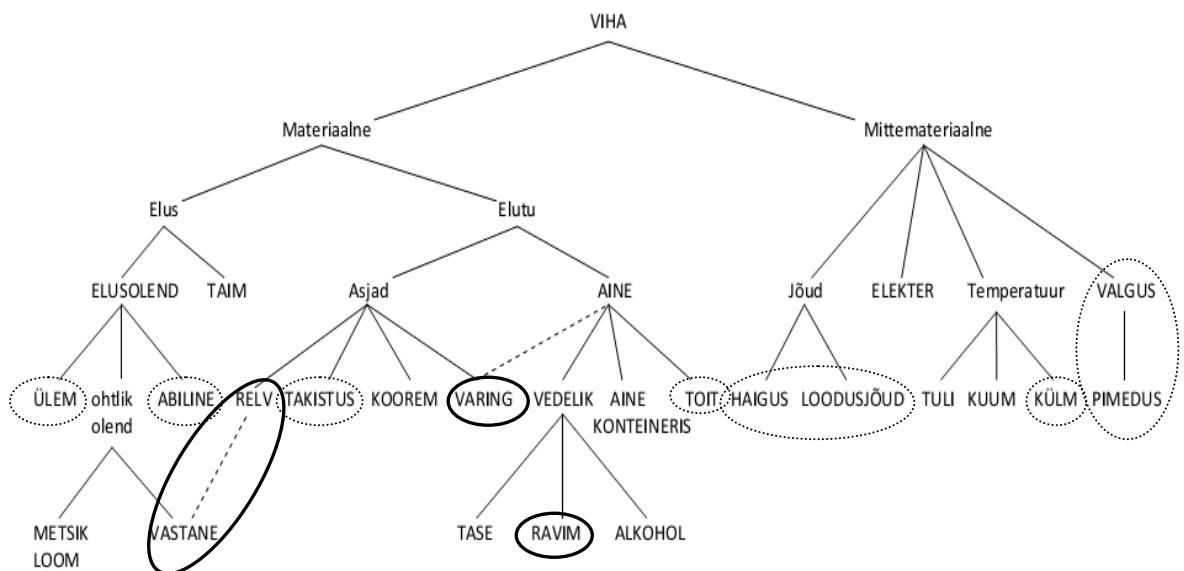 VIHA
Materiaalne Mittemateriaalne
Elus Elutu
ELUSOLEND TAIM Asjad AINE Jõud ELEKTER Temperatuur VALGUS
ÜLEM ohtlik ABILINE RELV TAKISTUS KOOREM VARING VEDELIK AINE TOIT HAIGUS LOODUSJÕUD TULI KUUM KÜLM PIMEDUS
olend KONTEINERIS
METSIK VASTANE TASE RAVIM ALKOHOL
LOOM